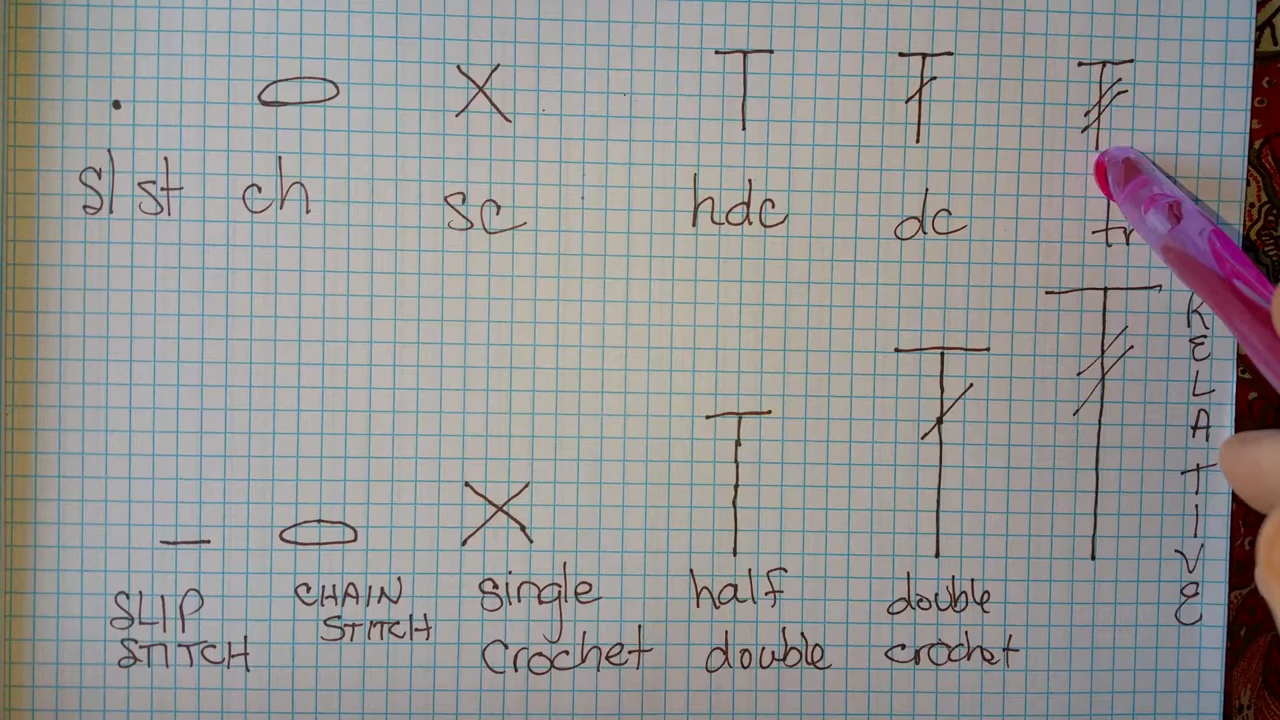 sl st ch sc hdc dc tr
RELATIVE
SLIP STITCH
CHAIN STITCH
single crochet
half double
double crochet